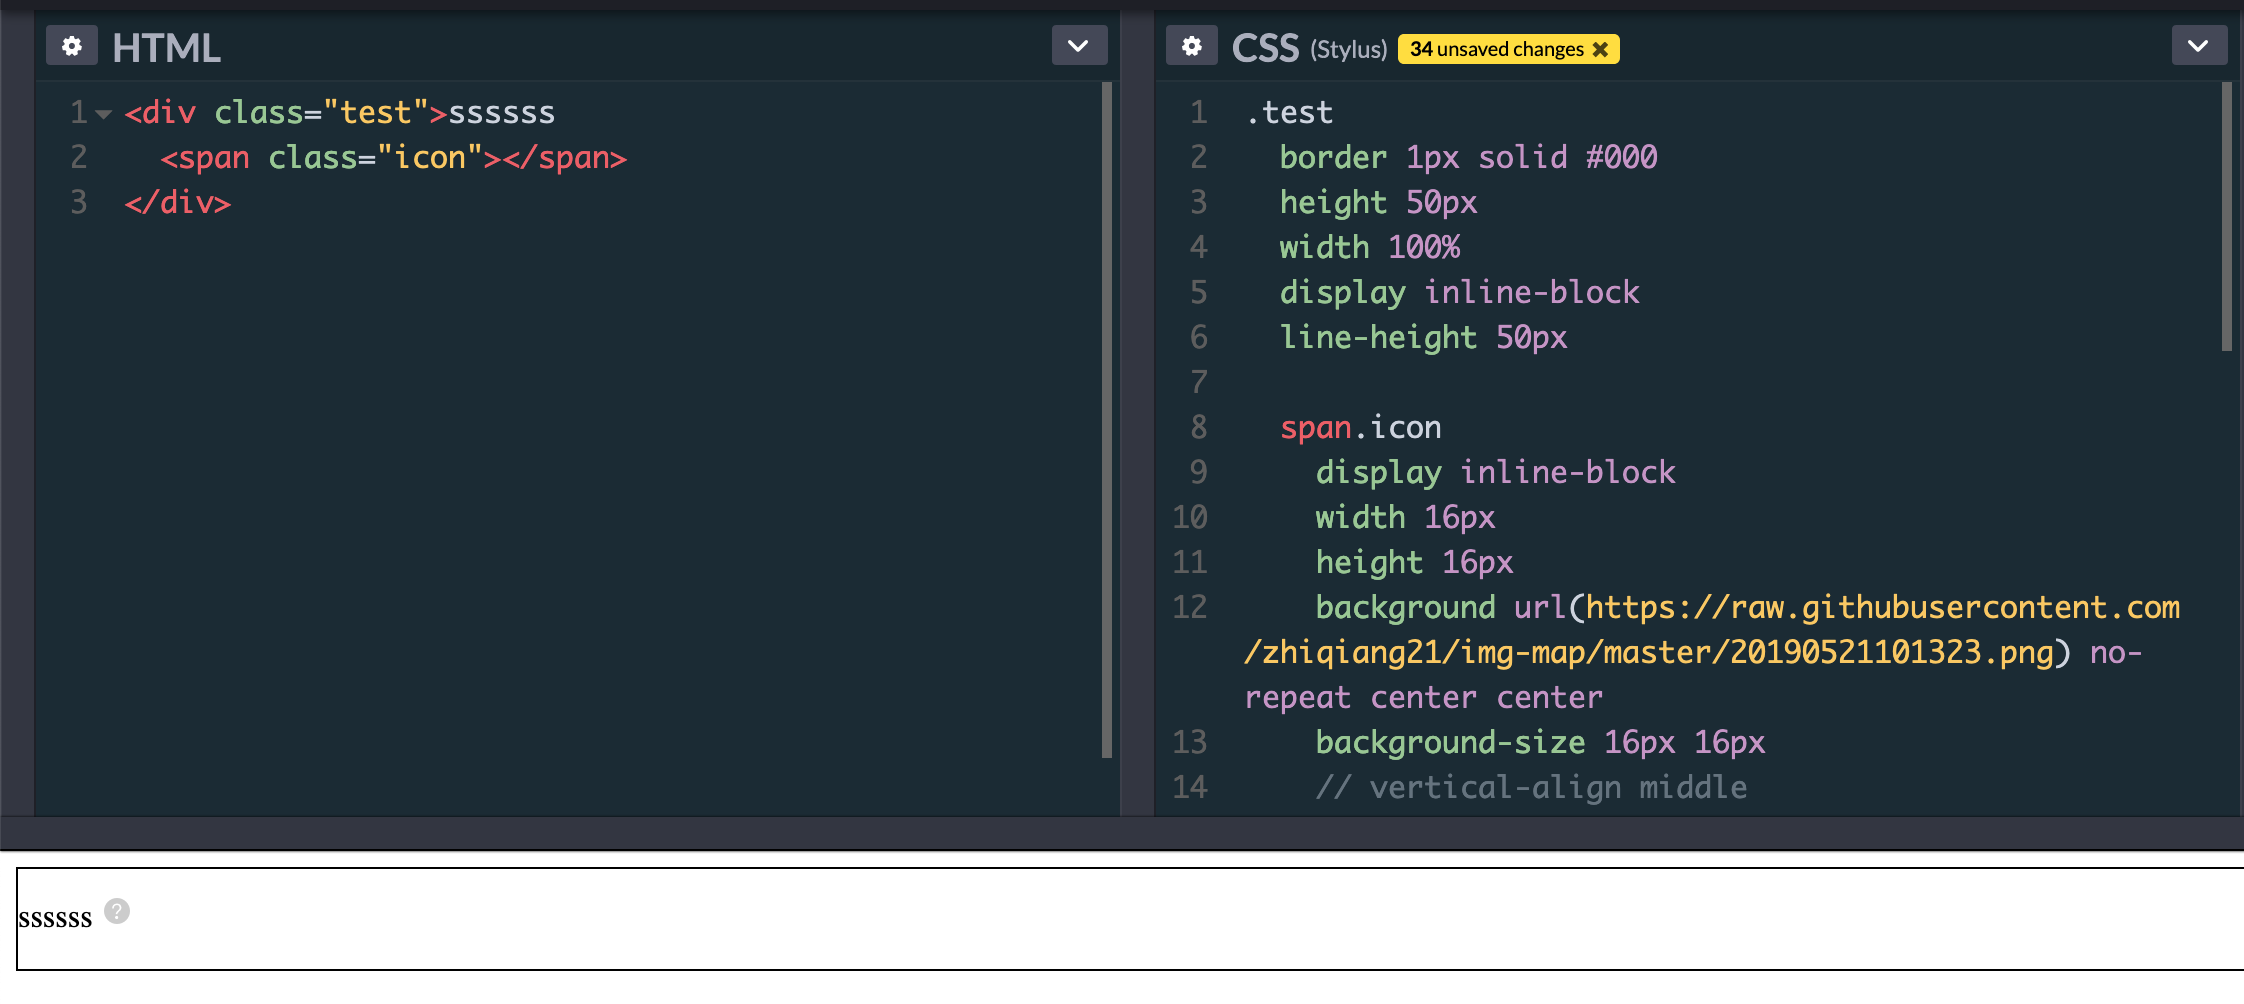 HTML
1 <div class="test">ssssss
2 <span class="icon"></span>
3 </div>
CSS (Stylus) 34 unsaved changes ×
1 .test
2 border 1px solid #000
3 height 50px
4 width 100%
5 display inline-block
6 line-height 50px
7
8 span.icon
9 display inline-block
10 width 16px
11 height 16px
12 background url(https://raw.githubusercontent.com
/zhiqiang21/img-map/master/20190521101323.png) no-
repeat center center
13 background-size 16px 16px
14 // vertical-align middle
ssssss ?